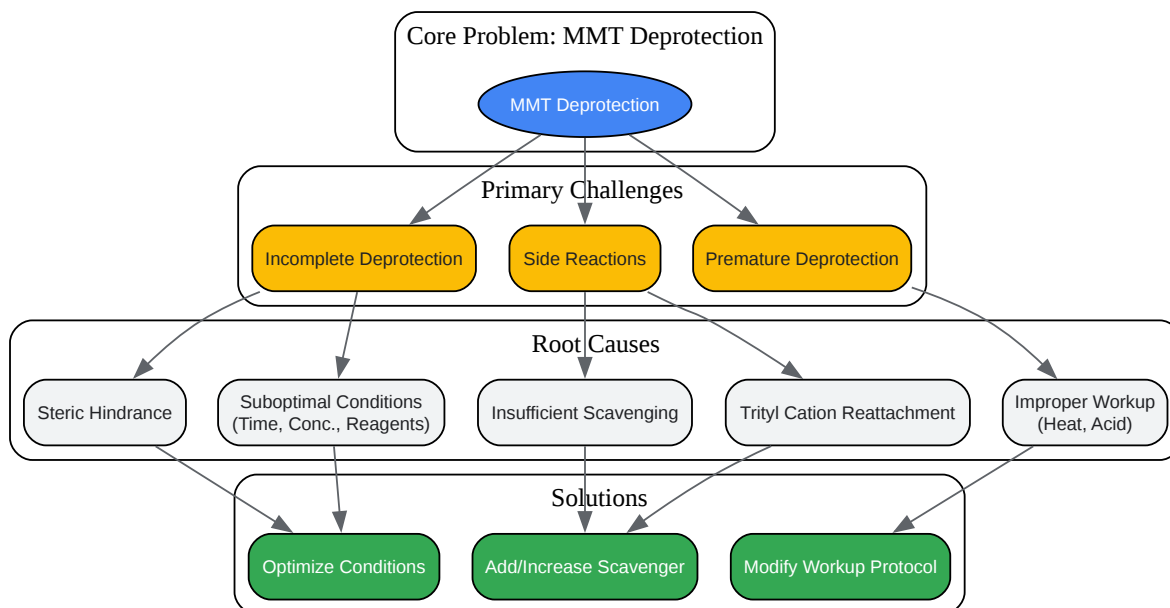 Core Problem: MMT Deprotection
MMT Deprotection
Primary Challenges
Incomplete Deprotection
Side Reactions
Premature Deprotection
Root Causes
Steric Hindrance
Suboptimal Conditions
(Time, Conc., Reagents)
Insufficient Scavenging
Trityl Cation Reattachment
Improper Workup
(Heat, Acid)
Solutions
Optimize Conditions
Add/Increase Scavenger
Modify Workup Protocol